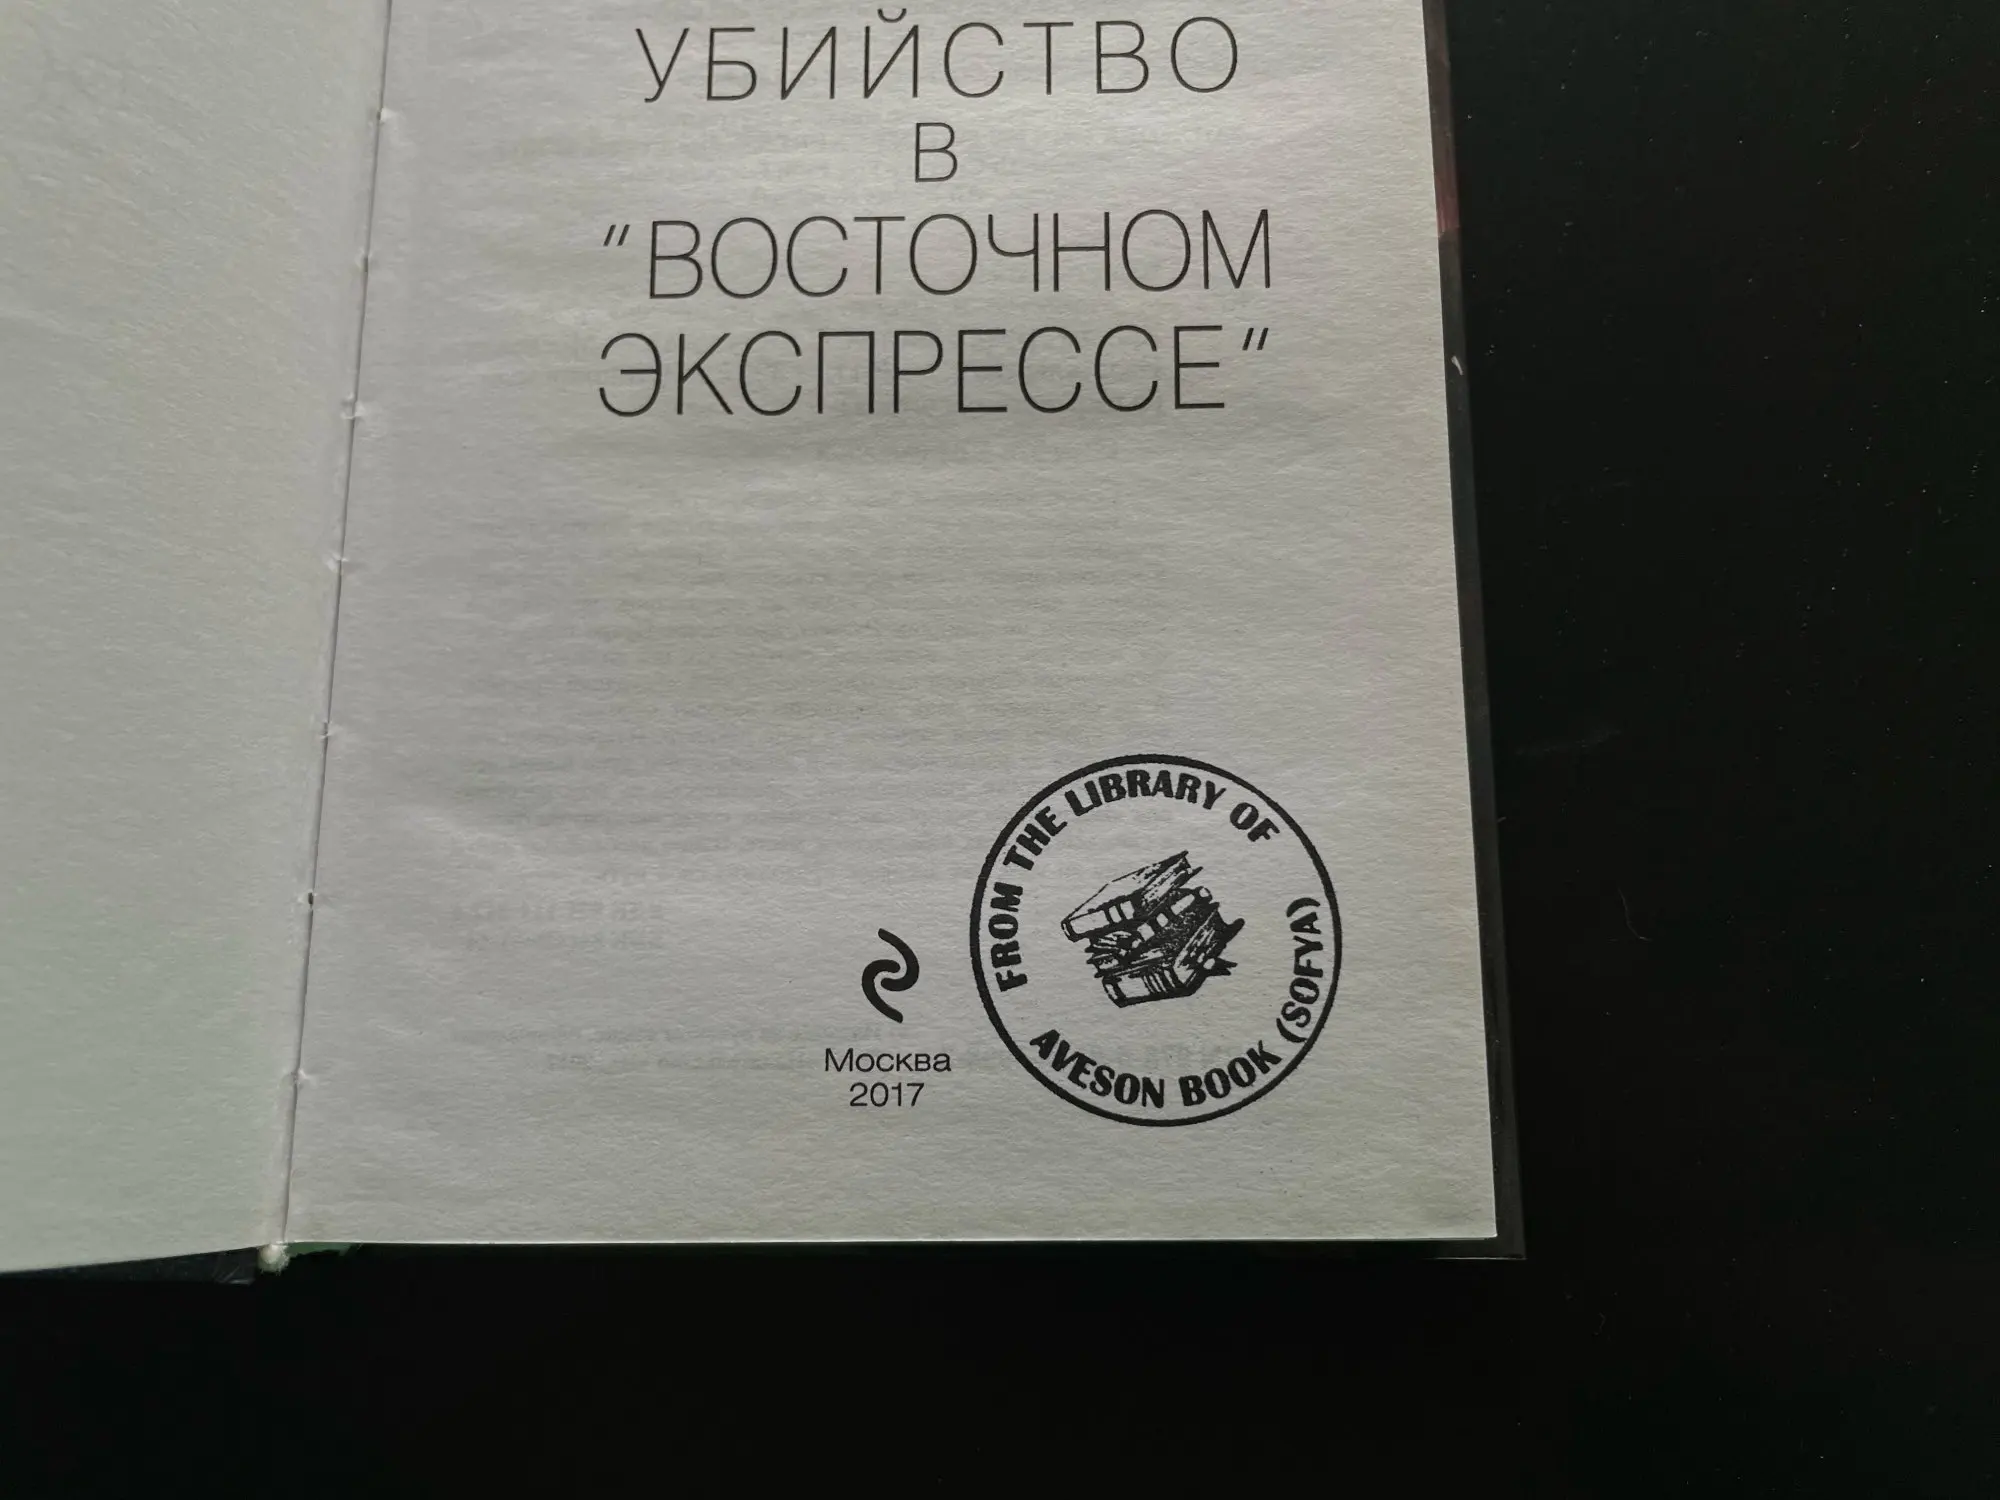 УБИЙСТВО
В
"ВОСТОЧНОМ
ЭКСПРЕССЕ"
Москва
2017
FROM THE LIBRARY OF
AVESON BOOK (SOFYA)